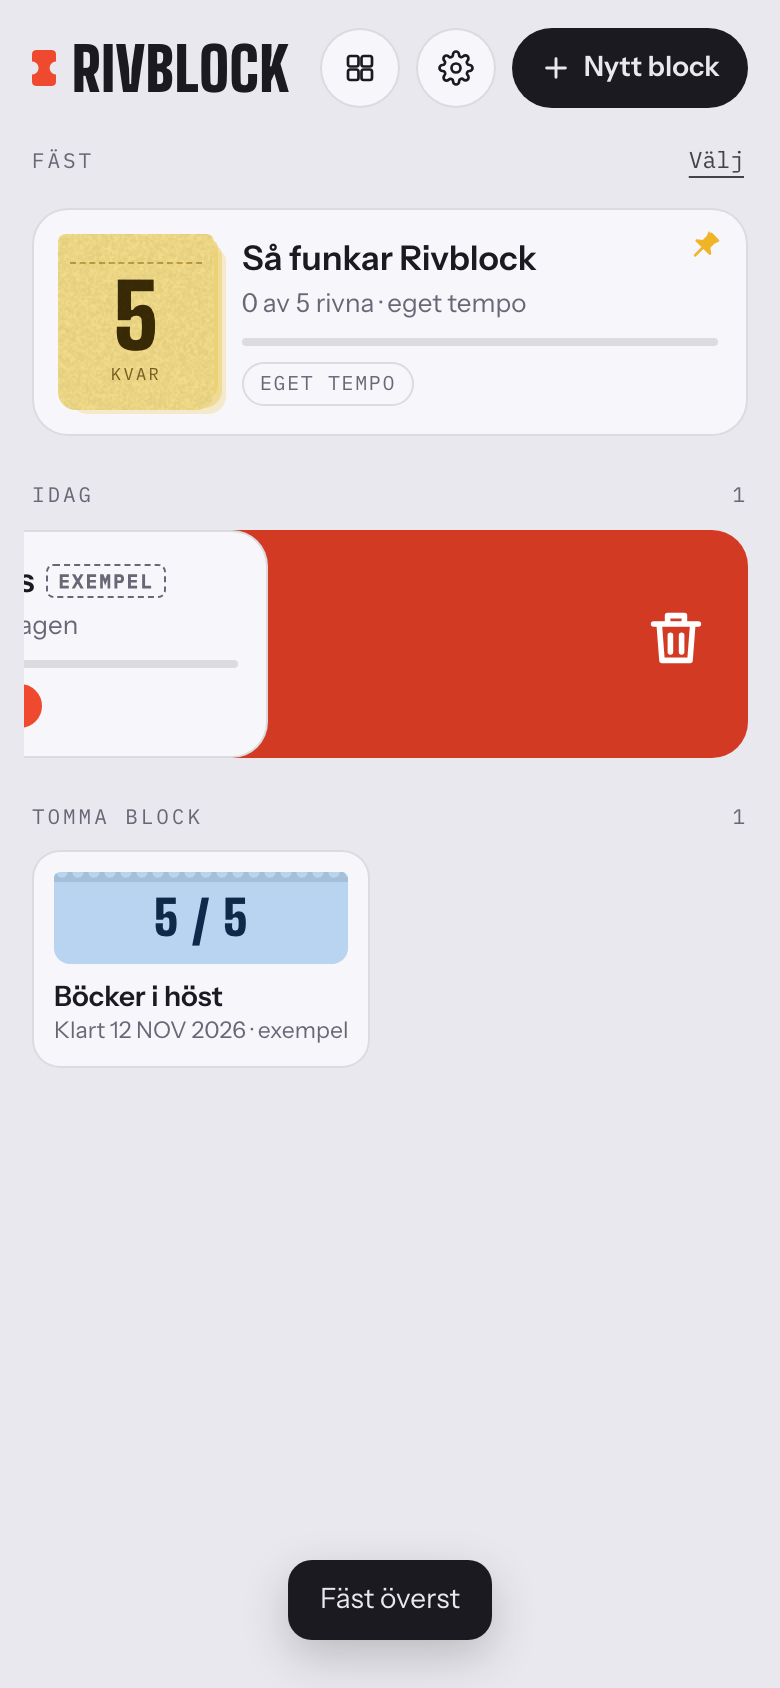 RIVBLOCK
Nytt block
FÄST
Välj
5
KVAR
Så funkar Rivblock
0 av 5 rivna · eget tempo
EGET TEMPO
IDAG
1
s EXEMPEL
agen
TOMMA BLOCK
1
5 / 5
Böcker i höst
Klart 12 NOV 2026 · exempel
Fäst överst